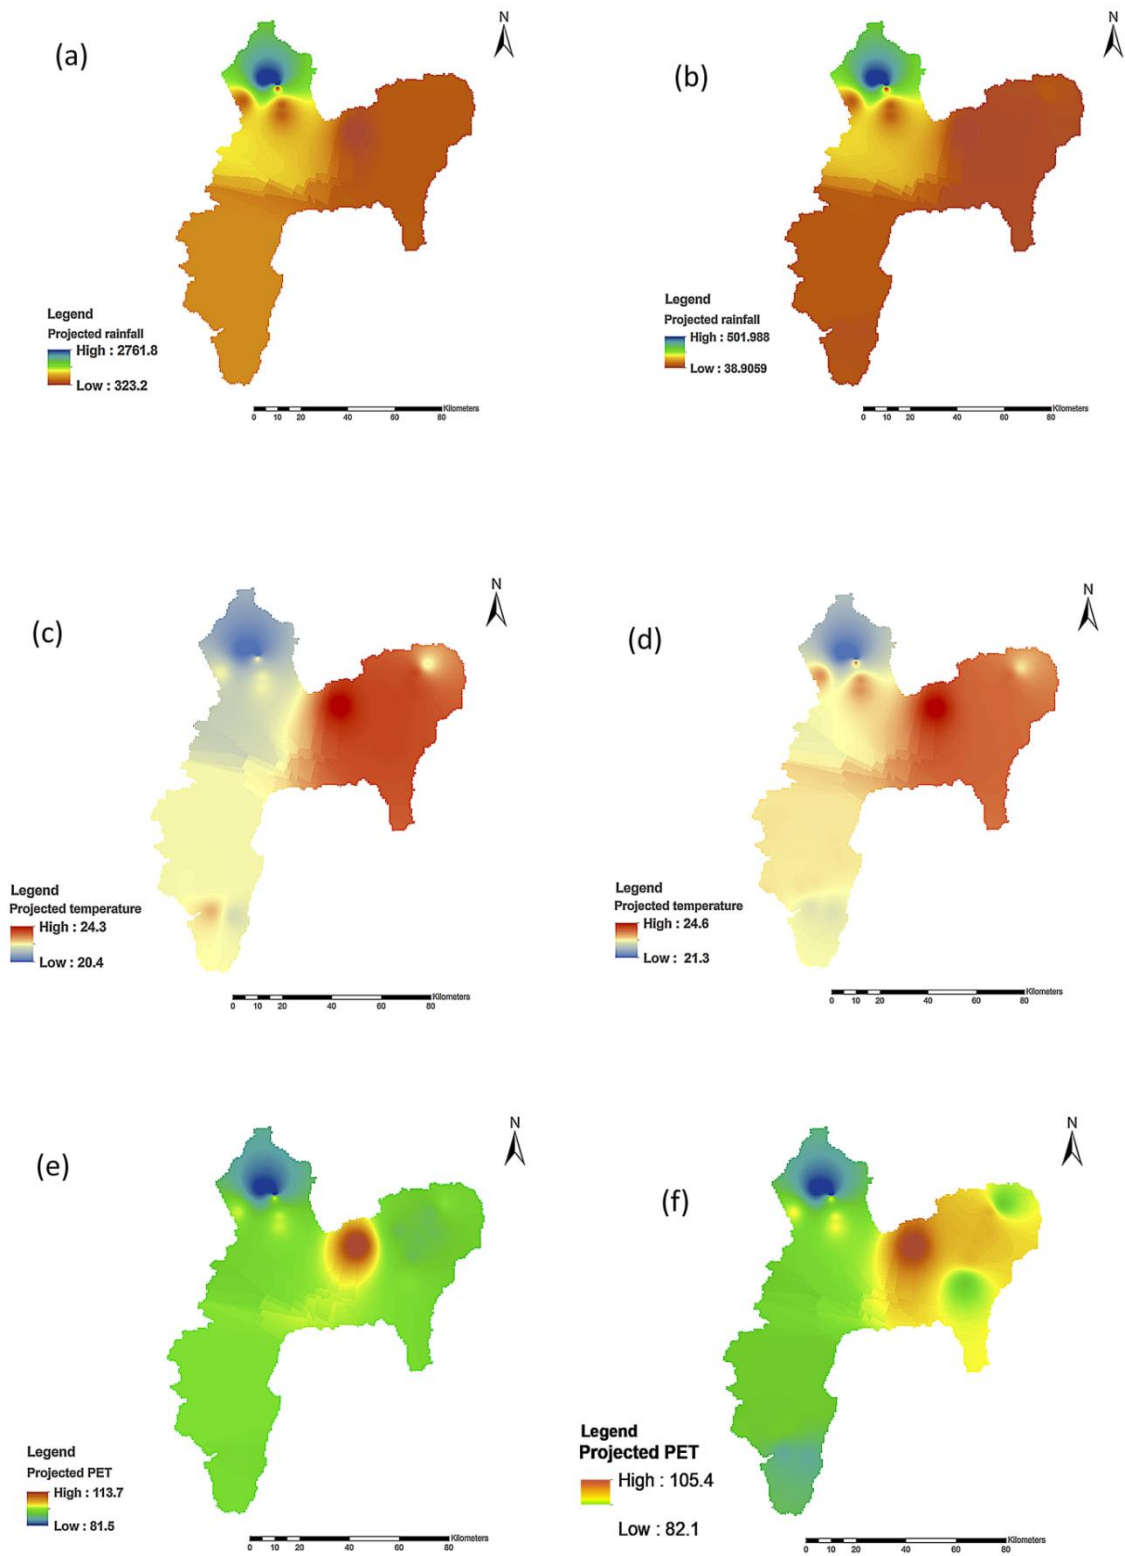 (a)
N
Legend
Projected rainfall
High : 2761.8
Low : 323.2
0 10 20 40 60 80 Kilometers
(b)
N
Legend
Projected rainfall
High : 501.988
Low : 38.9059
0 10 20 40 60 80 Kilometers
(c)
N
Legend
Projected temperature
High : 24.3
Low : 20.4
0 10 20 40 60 80 Kilometers
(d)
N
Legend
Projected temperature
High : 24.6
Low : 21.3
0 10 20 40 60 80 Kilometers
(e)
N
Legend
Projected PET
High : 113.7
Low : 81.5
0 10 20 40 60 80 Kilometers
(f)
N
Legend
Projected PET
High : 105.4
Low : 82.1
0 10 20 40 60 80 Kilometers